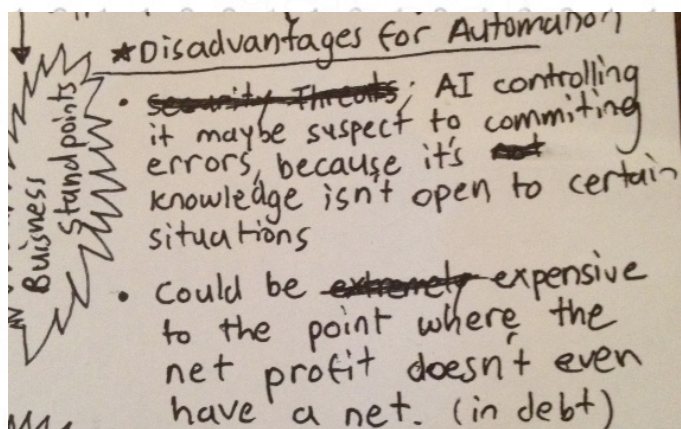 *Disadvantages for Automation
Buisness
Standpoints
• security Threats; AI controlling
it maybe suspect to commiting
errors, because it's not
knowledge isn't open to certain
situations
• Could be extremely expensive
to the point where the
net profit doesn't even
have a net. (in debt)